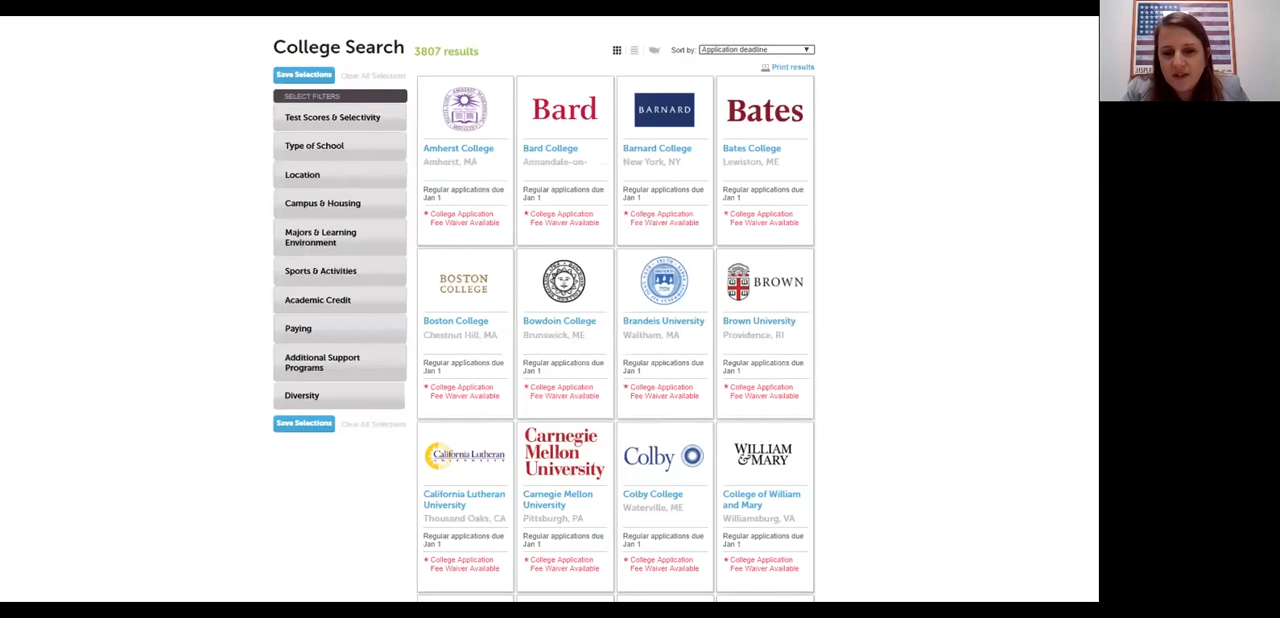 College Search 3807 results
Sort by: Application deadline
Print results
Save Selections Clear All Selections
SELECT FILTERS
Test Scores & Selectivity
Type of School
Location
Campus & Housing
Majors & Learning
Environment
Sports & Activities
Academic Credit
Paying
Additional Support
Programs
Diversity
Save Selections Clear All Selections
Bard
BARNARD
Bates
Amherst College
Amherst, MA
Regular applications due
Jan 1
* College Application
Fee Waiver Available
Bard College
Annandale-on-
Regular applications due
Jan 1
* College Application
Fee Waiver Available
Barnard College
New York, NY
Regular applications due
Jan 1
* College Application
Fee Waiver Available
Bates College
Lewiston, ME
Regular applications due
Jan 1
* College Application
Fee Waiver Available
BOSTON
COLLEGE
Boston College
Chestnut Hill, MA
Regular applications due
Jan 1
* College Application
Fee Waiver Available
Bowdoin College
Brunswick, ME
Regular applications due
Jan 1
* College Application
Fee Waiver Available
Brandeis University
Waltham, MA
Regular applications due
Jan 1
* College Application
Fee Waiver Available
BROWN
Brown University
Providence, RI
Regular applications due
Jan 1
* College Application
Fee Waiver Available
California Lutheran
UNIVERSITY
California Lutheran
University
Thousand Oaks, CA
Regular applications due
Jan 1
* College Application
Fee Waiver Available
Carnegie
Mellon
University
Carnegie Mellon
University
Pittsburgh, PA
Regular applications due
Jan 1
* College Application
Fee Waiver Available
Colby
Colby College
Waterville, ME
Regular applications due
Jan 1
* College Application
Fee Waiver Available
WILLIAM
& MARY
College of William
and Mary
Williamsburg, VA
Regular applications due
Jan 1
* College Application
Fee Waiver Available